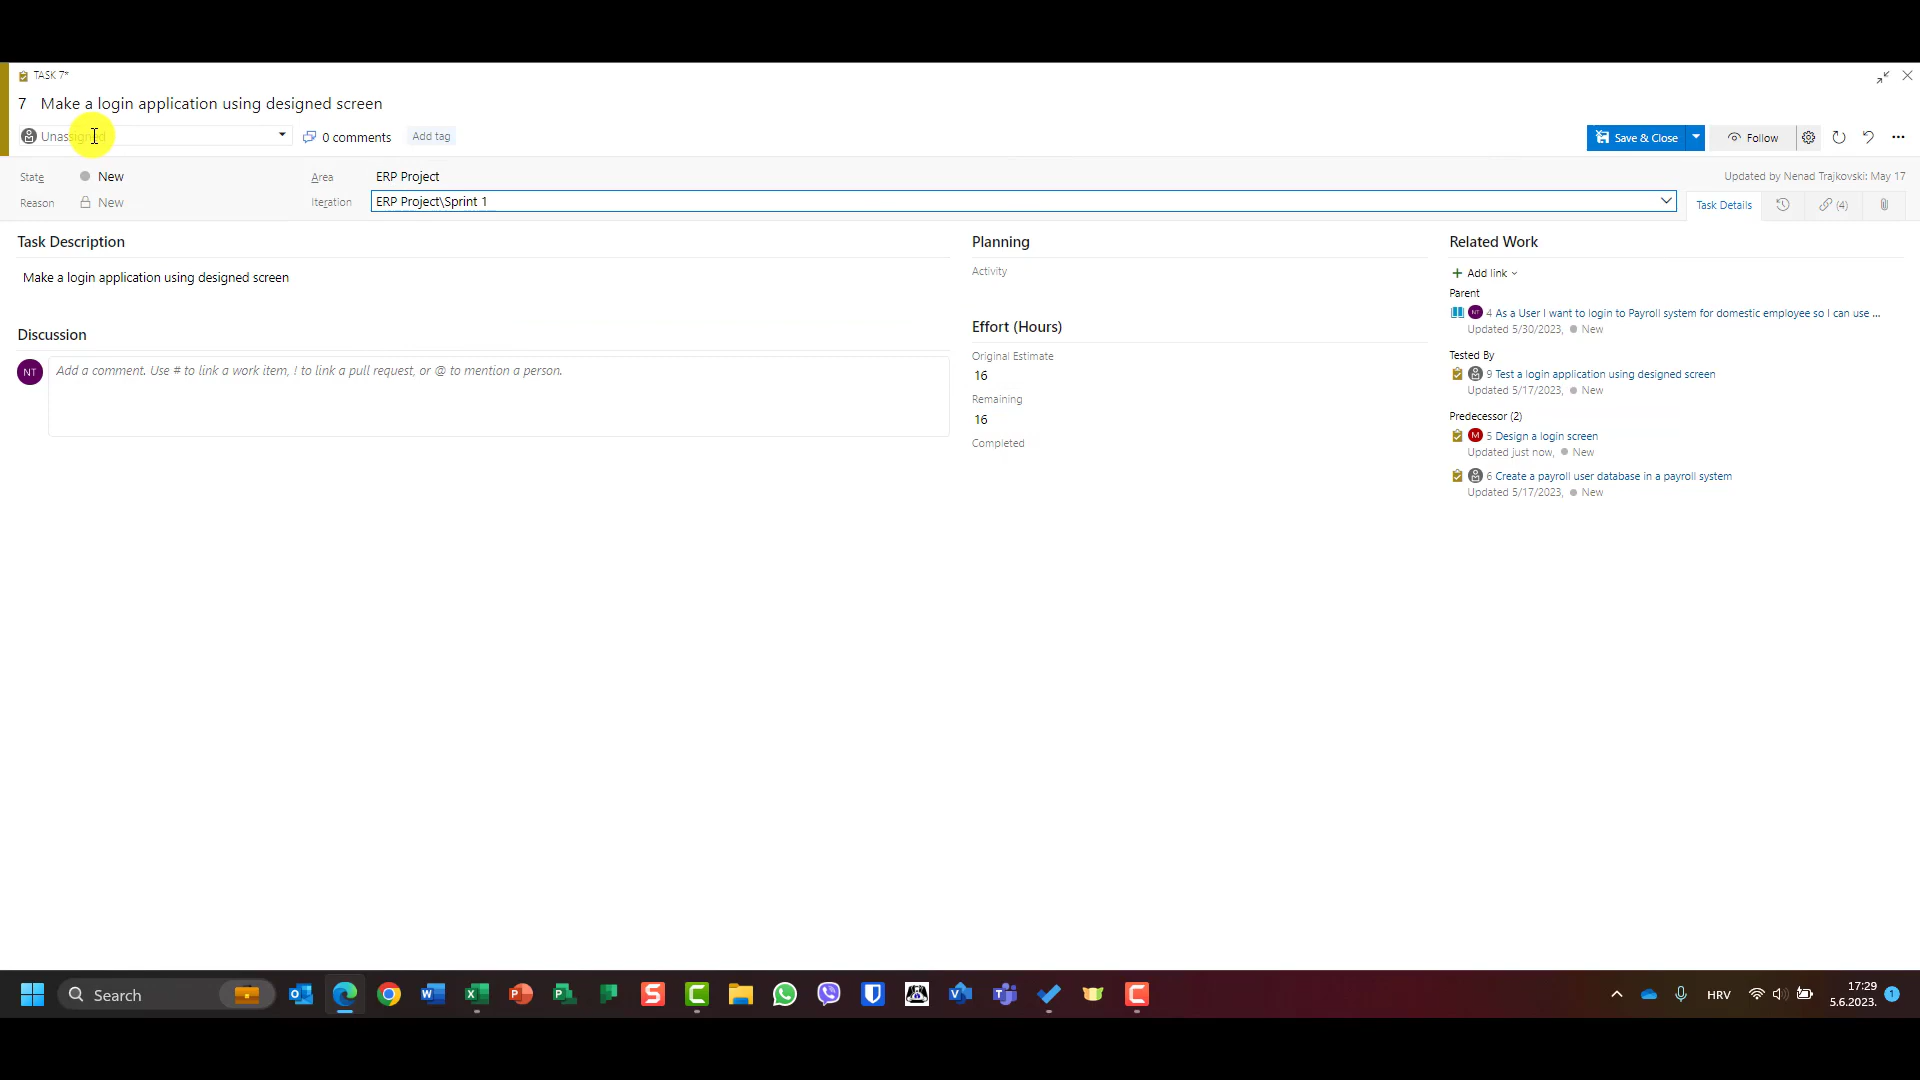 TASK 7*
7 Make a login application using designed screen
Unassigned
0 comments
Add tag
Save & Close
Follow
State New
Area ERP Project
Updated by Nenad Trajkovski: May 17
Reason New
Iteration ERP Project\Sprint 1
Task Details
(4)
Task Description
Make a login application using designed screen
Discussion
NT
Add a comment. Use # to link a work item, ! to link a pull request, or @ to mention a person.
Planning
Activity
Effort (Hours)
Original Estimate
16
Remaining
16
Completed
Related Work
+ Add link
Parent
NT 4 As a User I want to login to Payroll system for domestic employee so I can use ...
Updated 5/30/2023, New
Tested By
9 Test a login application using designed screen
Updated 5/17/2023, New
Predecessor (2)
M 5 Design a login screen
Updated just now, New
6 Create a payroll user database in a payroll system
Updated 5/17/2023, New
Search
HRV
17:29
5.6.2023.
1